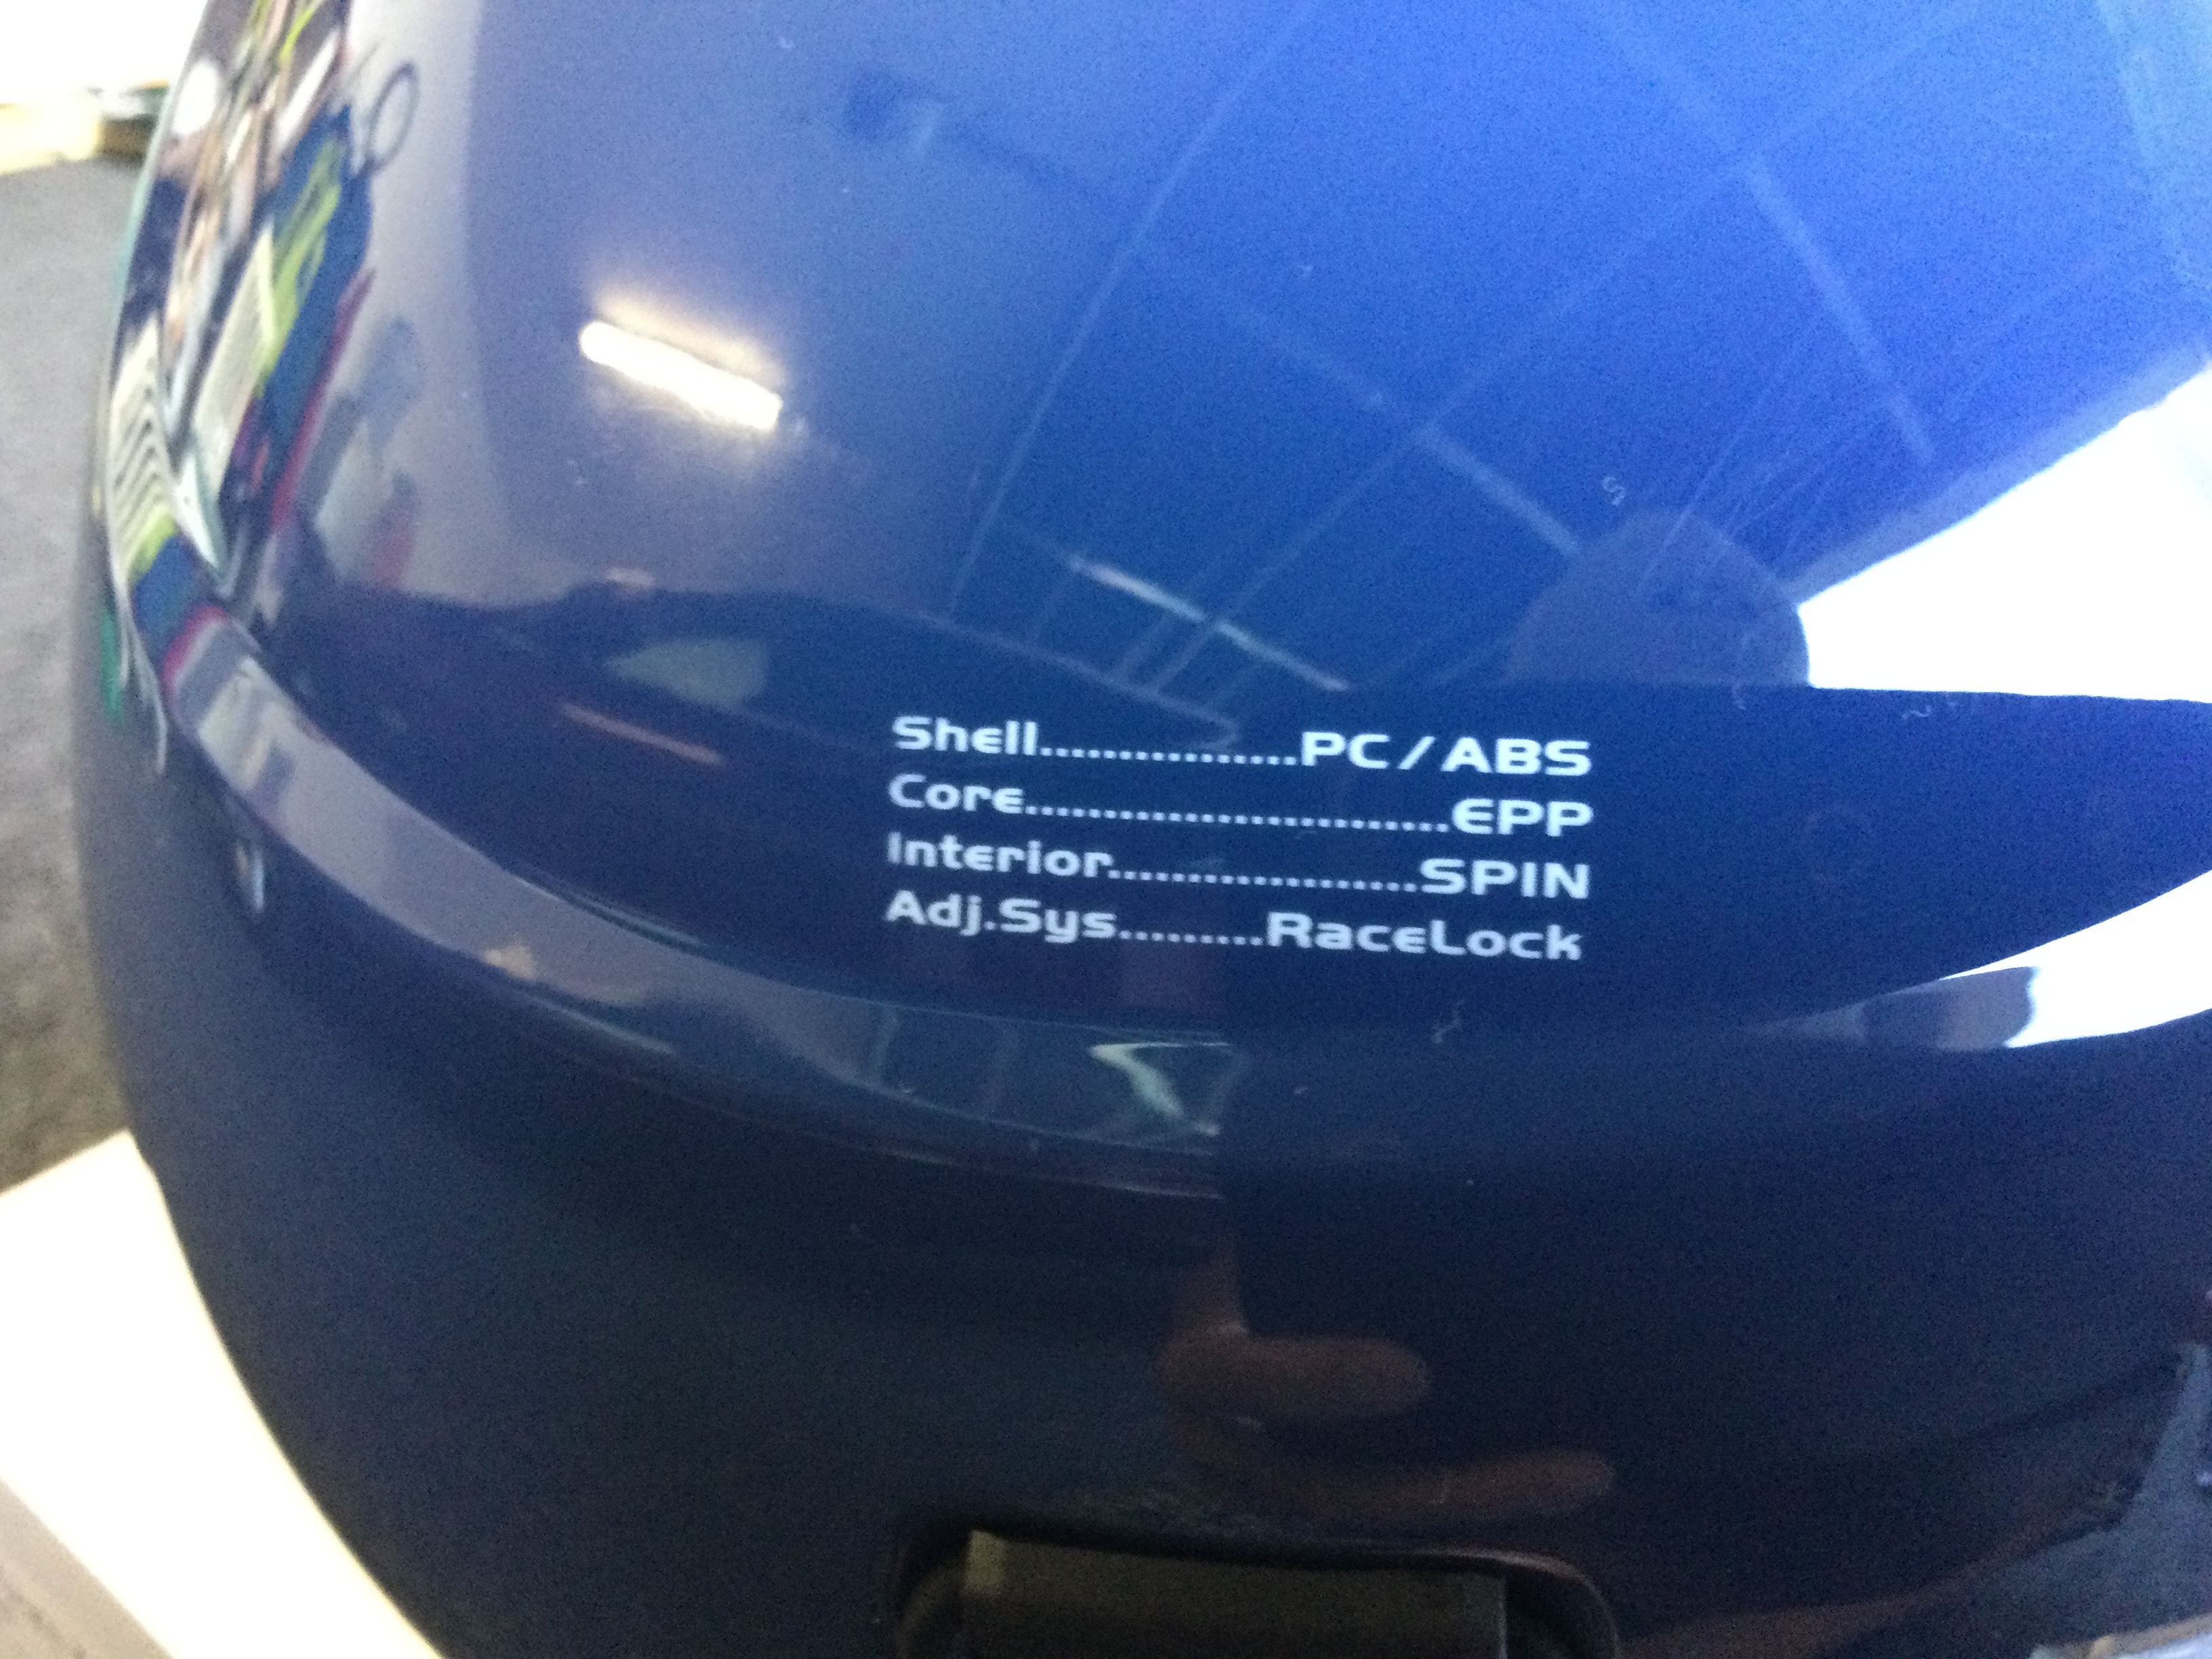 Shell................PC/ABS
Core...........................EPP
Interior....................SPIN
Adj.Sys.........RaceLock